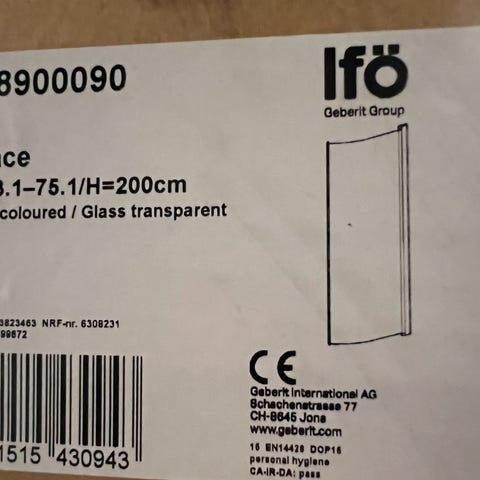 8900090
Ifö
Geberit Group
ce
3.1–75.1/H=200cm
coloured / Glass transparent
3823463 NRF-nr. 6308231
99672
1515 430943
CE
Geberit International AG
Schachenstrasse 77
CH-8645 Jona
www.geberit.com
15 EN14428 DOP15
personal hygiene
CA-IR-DA: pass